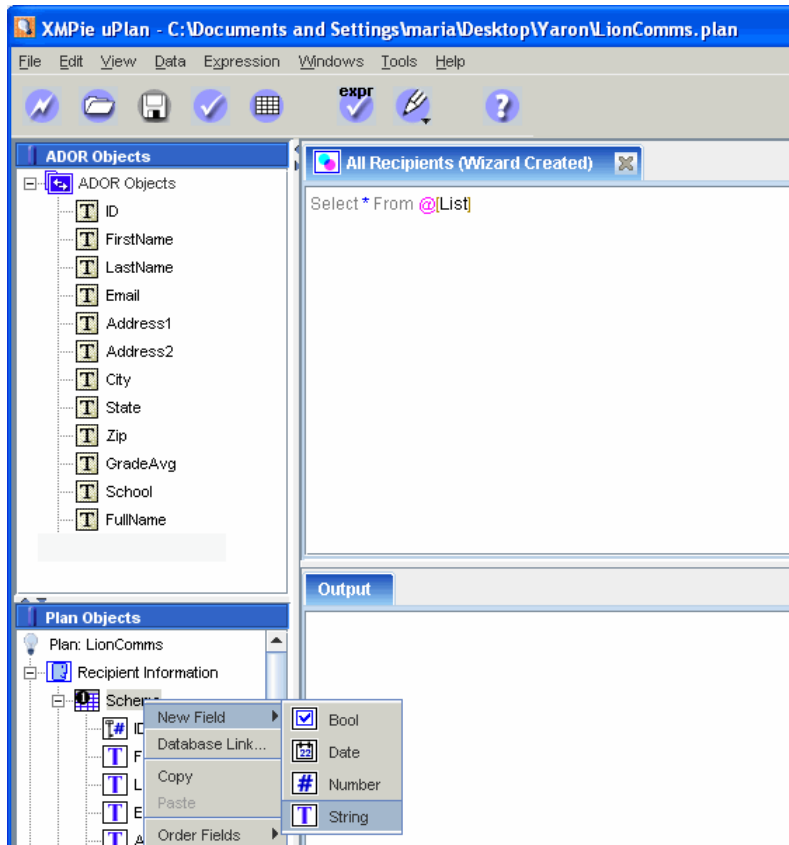 XMPie uPlan - C:\Documents and Settings\maria\Desktop\Yaron\LionComms.plan
File Edit View Data Expression Windows Tools Help
expr
?
ADOR Objects
All Recipients (Wizard Created)
ADOR Objects
T ID
T FirstName
T LastName
T Email
T Address1
T Address2
T City
T State
T Zip
T GradeAvg
T School
T FullName
Select * From @[List]
Output
Plan Objects
Plan: LionComms
Recipient Information
Schema
New Field
Database Link...
Copy
Paste
Order Fields
Bool
22 Date
# Number
T String
T# ID
T F
T L
T E
T A